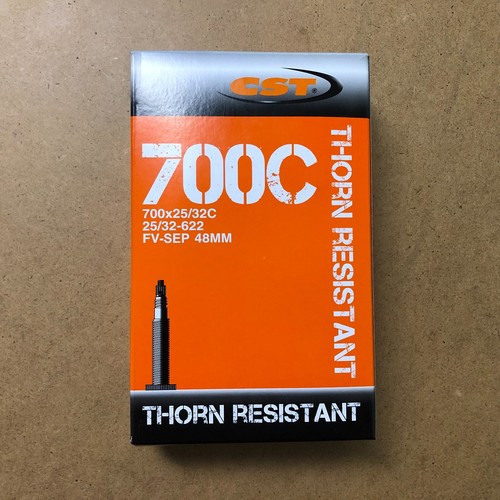 CST
700C
700x25/32C
25/32-622
FV-SEP 48MM
THORN RESISTANT
THORN RESISTANT